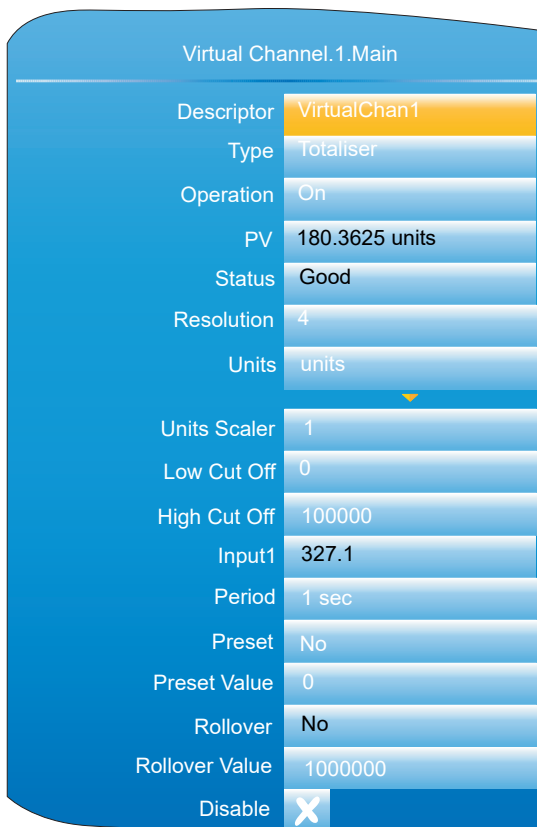 Virtual Channel.1.Main
Descriptor VirtualChan1
Type Totaliser
Operation On
PV 180.3625 units
Status Good
Resolution 4
Units units
Units Scaler 1
Low Cut Off 0
High Cut Off 100000
Input1 327.1
Period 1 sec
Preset No
Preset Value 0
Rollover No
Rollover Value 1000000
Disable